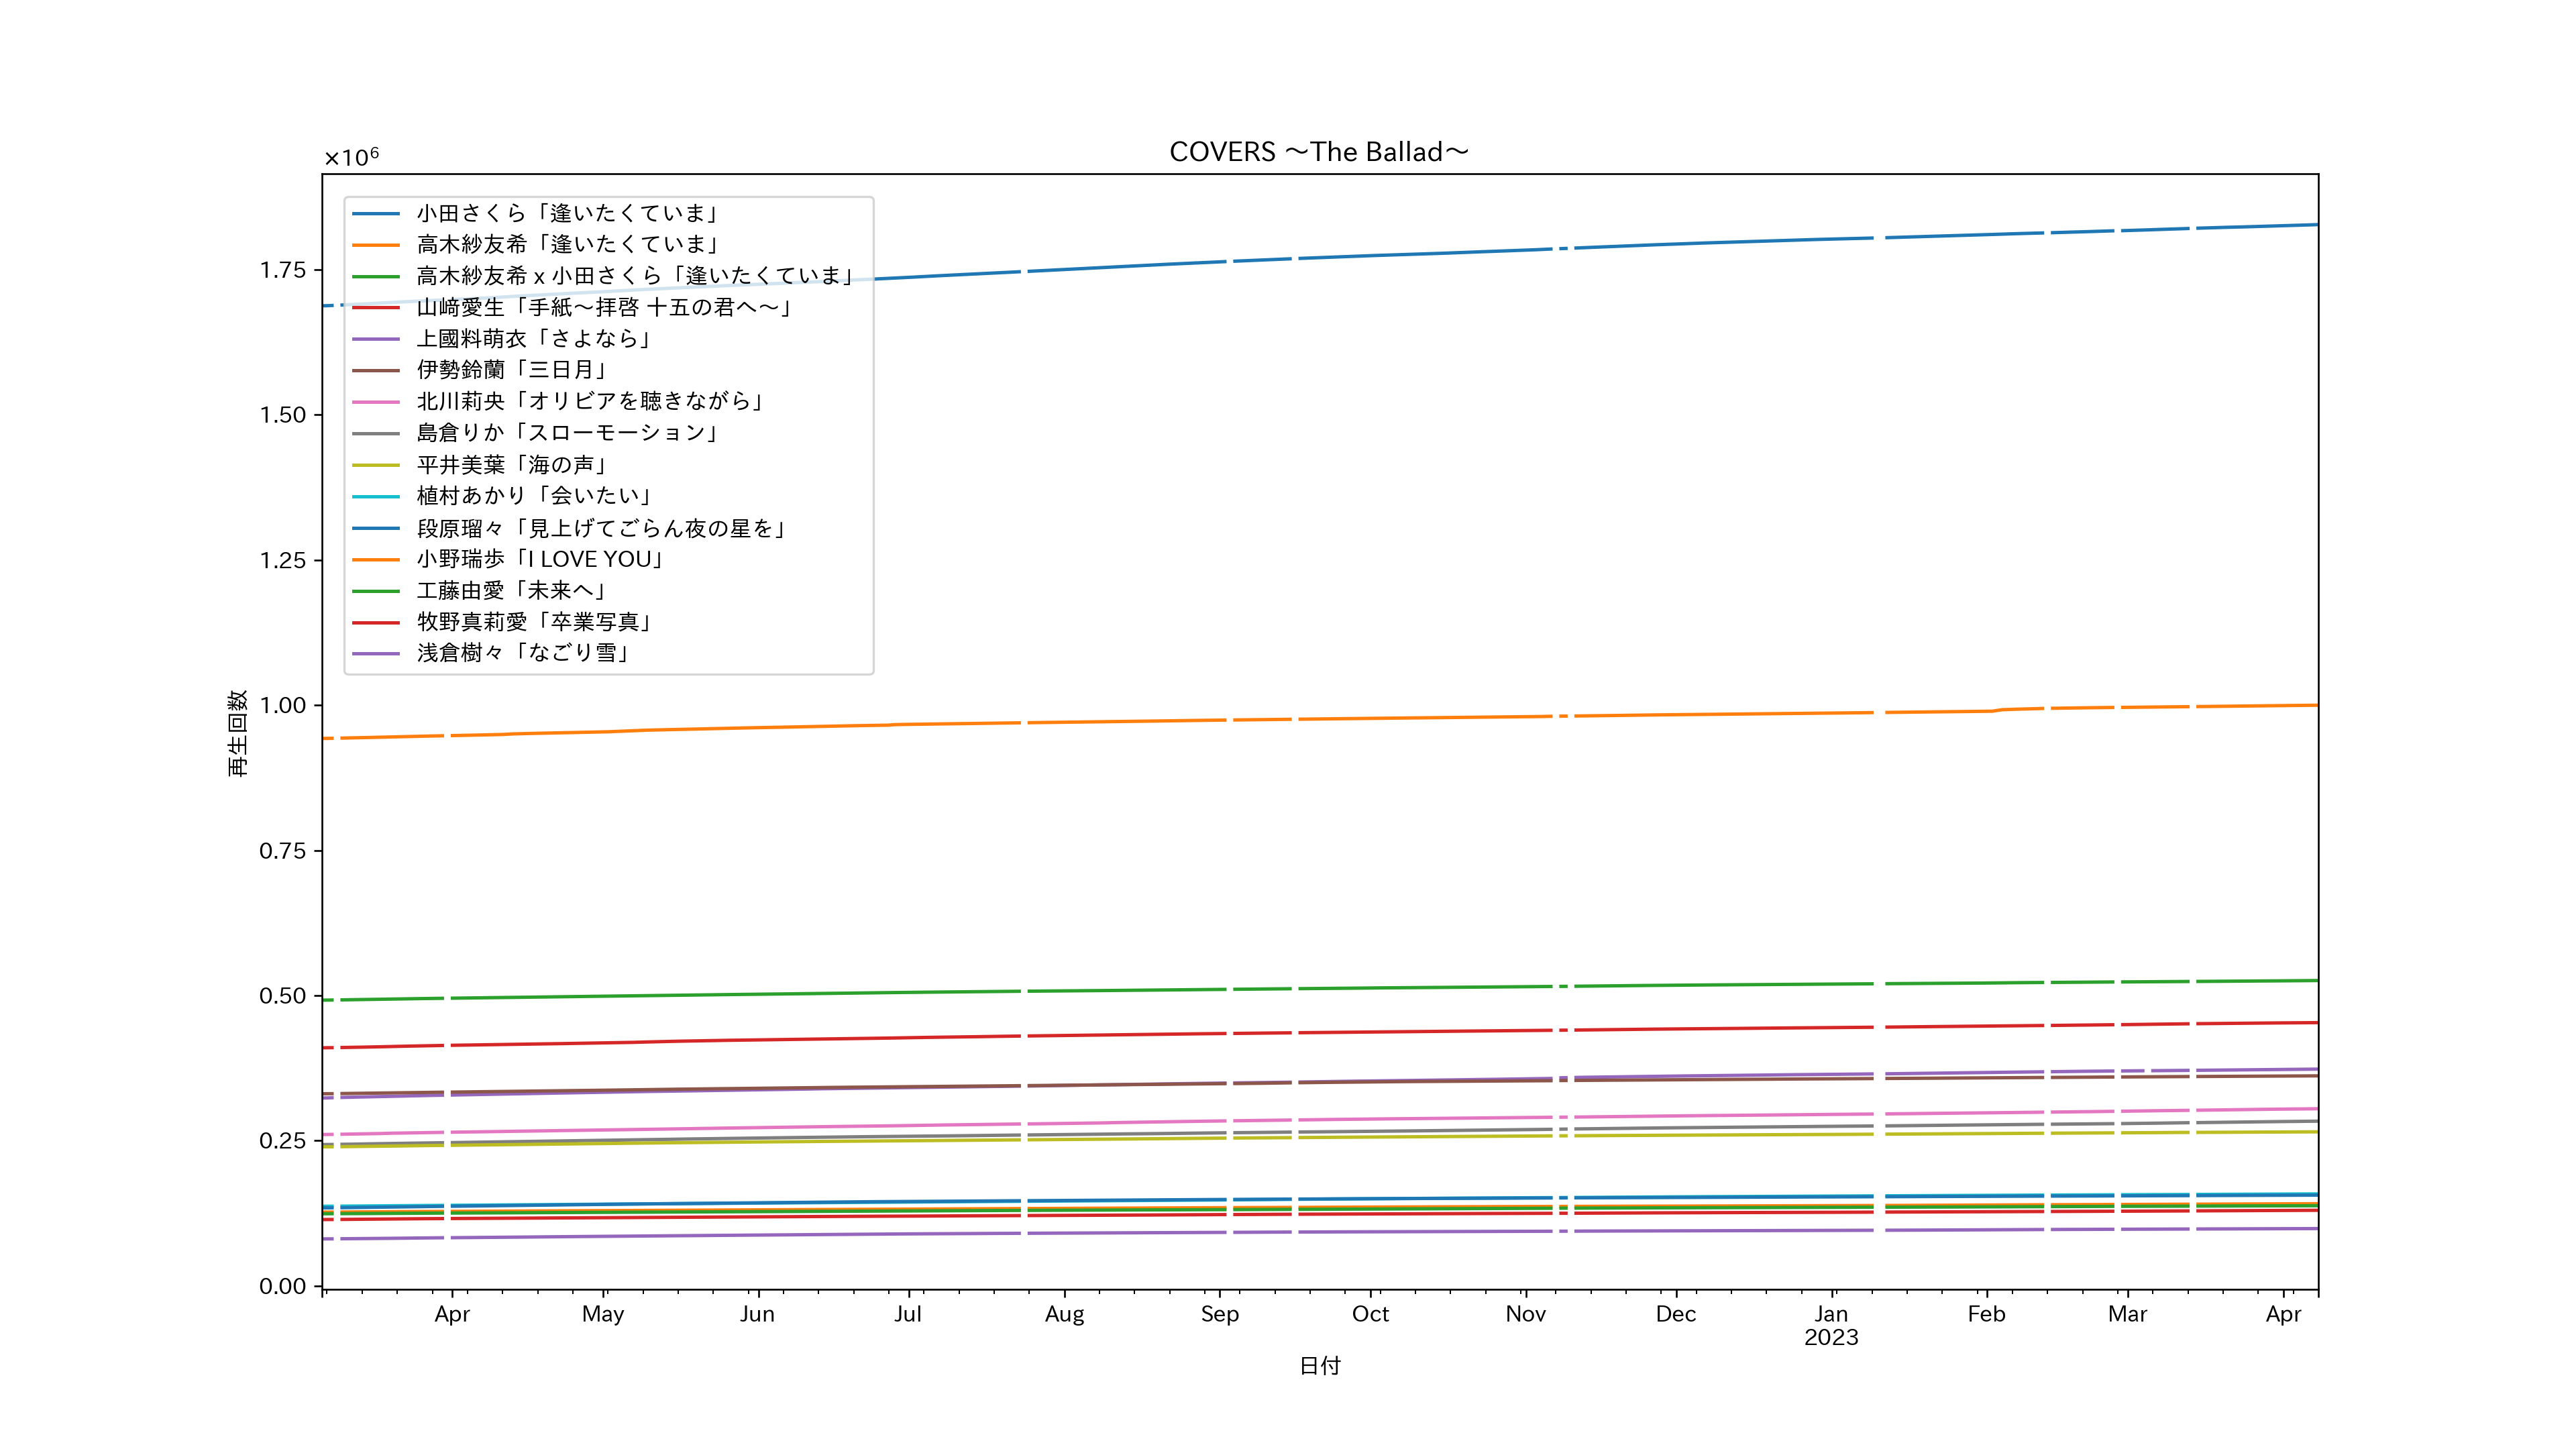 COVERS ～The Ballad～
×10⁶
小田さくら「逢いたくていま」
高木紗友希「逢いたくていま」
高木紗友希 x 小田さくら「逢いたくていま」
山﨑愛生「手紙～拝啓 十五の君へ～」
上國料萌衣「さよなら」
伊勢鈴蘭「三日月」
北川莉央「オリビアを聴きながら」
島倉りか「スローモーション」
平井美葉「海の声」
植村あかり「会いたい」
段原瑠々「見上げてごらん夜の星を」
小野瑞歩「I LOVE YOU」
工藤由愛「未来へ」
牧野真莉愛「卒業写真」
浅倉樹々「なごり雪」
1.75
1.50
1.25
1.00
0.75
0.50
0.25
0.00
再生回数
Apr May Jun Jul Aug Sep Oct Nov Dec Jan Feb Mar Apr
2023
日付